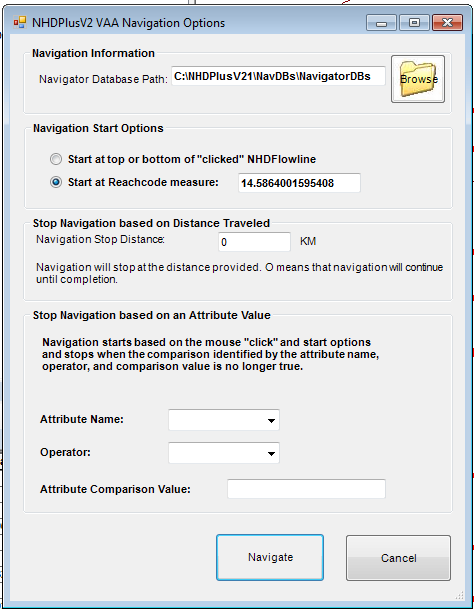 NHDPlusV2 VAA Navigation Options
Navigation Information
Navigator Database Path: C:\NHDPlusV21\NavDBs\NavigatorDBs Browse
Navigation Start Options
Start at top or bottom of "clicked" NHDFlowline
Start at Reachcode measure: 14.5864001595408
Stop Navigation based on Distance Traveled
Navigation Stop Distance: 0 KM
Navigation will stop at the distance provided. O means that navigation will continue
until completion.
Stop Navigation based on an Attribute Value
Navigation starts based on the mouse "click" and start options
and stops when the comparison identified by the attribute name,
operator, and comparison value is no longer true.
Attribute Name:
Operator:
Attribute Comparison Value:
Navigate Cancel